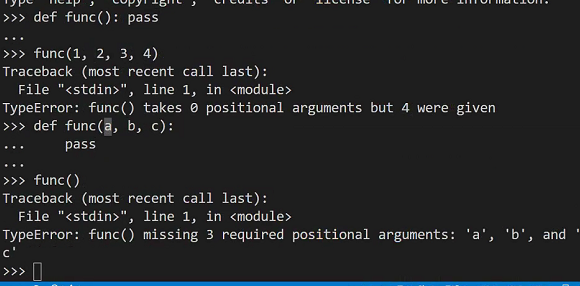 Type "help", "copyright", "credits" or "license" for more information.
>>> def func(): pass
...
>>> func(1, 2, 3, 4)
Traceback (most recent call last):
  File "<stdin>", line 1, in <module>
TypeError: func() takes 0 positional arguments but 4 were given
>>> def func(a, b, c):
...     pass
...
>>> func()
Traceback (most recent call last):
  File "<stdin>", line 1, in <module>
TypeError: func() missing 3 required positional arguments: 'a', 'b', and '
c'
>>>